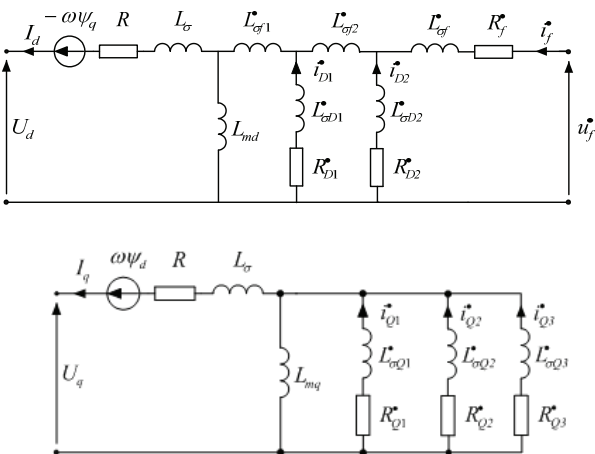 I_d −ωψ_q R L_σ L^•_σf1 L^•_σf2 L^•_σf R^•_f i^•_f
i^•_D1 i^•_D2
U_d L_md L^•_σD1 L^•_σD2 u^•_f
R^•_D1 R^•_D2
I_q ωψ_d R L_σ
i^•_Q1 i^•_Q2 i^•_Q3
U_q L_mq L^•_σQ1 L^•_σQ2 L^•_σQ3
R^•_Q1 R^•_Q2 R^•_Q3